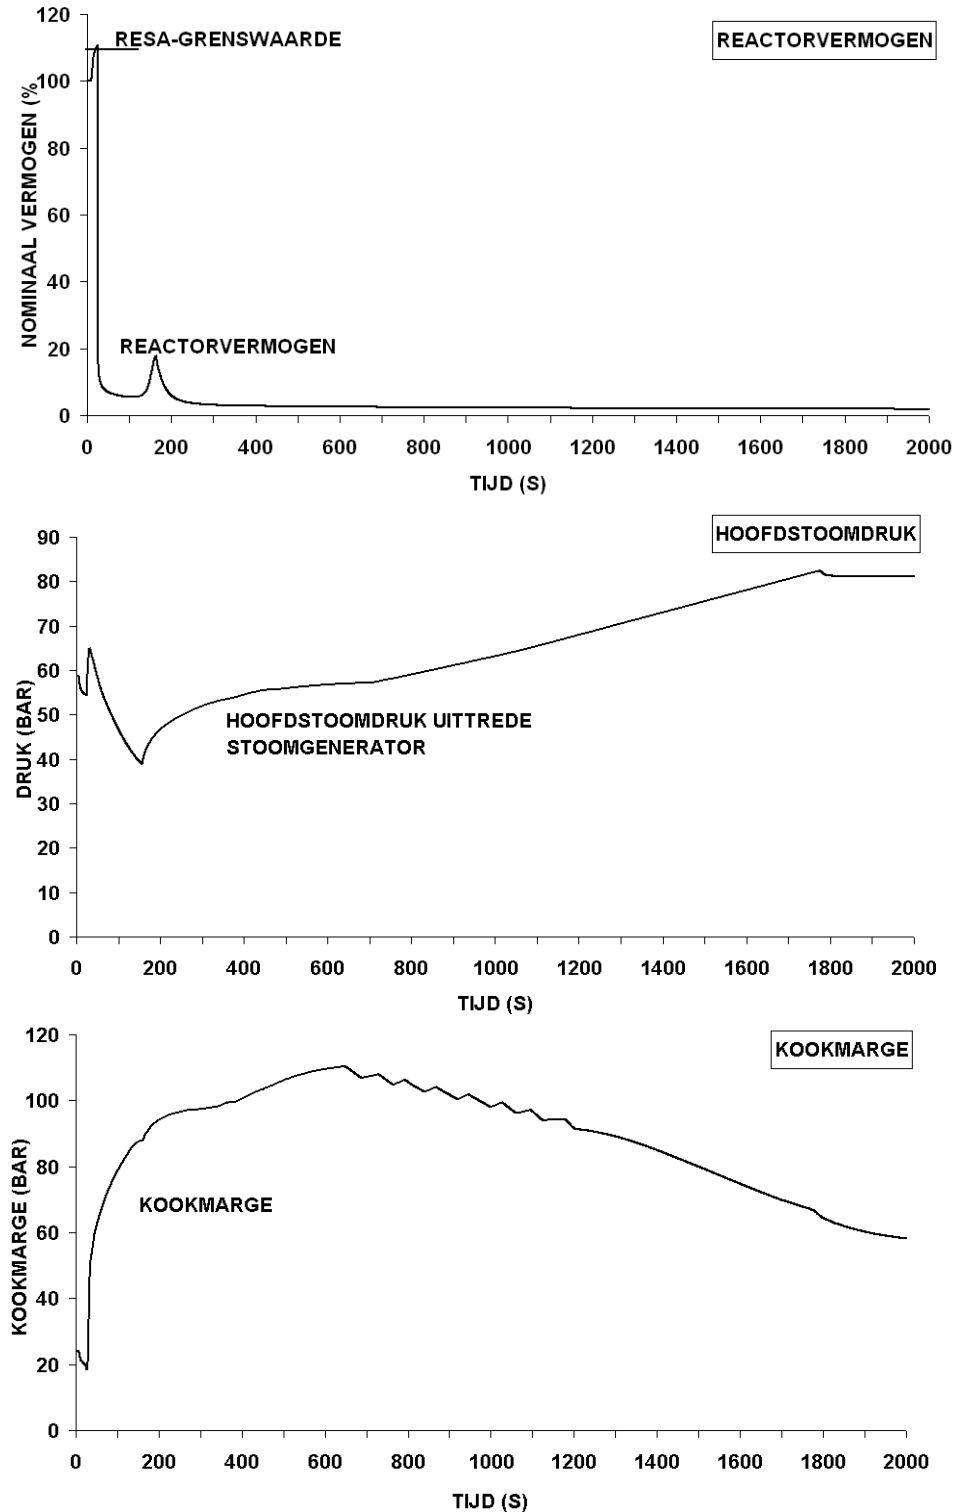 120
RESA-GRENSWAARDE
REACTORVERMOGEN
100
80
60
40
20
0
NOMINAAL VERMOGEN (%
REACTORVERMOGEN
0 200 400 600 800 1000 1200 1400 1600 1800 2000
TIJD (S)
HOOFDSTOOMDRUK
90
80
70
60
50
40
30
20
10
0
DRUK (BAR)
HOOFDSTOOMDRUK UITTREDE
STOOMGENERATOR
0 200 400 600 800 1000 1200 1400 1600 1800 2000
TIJD (S)
KOOKMARGE
120
100
80
60
40
20
0
KOOKMARGE (BAR)
KOOKMARGE
0 200 400 600 800 1000 1200 1400 1600 1800 2000
TIJD (S)